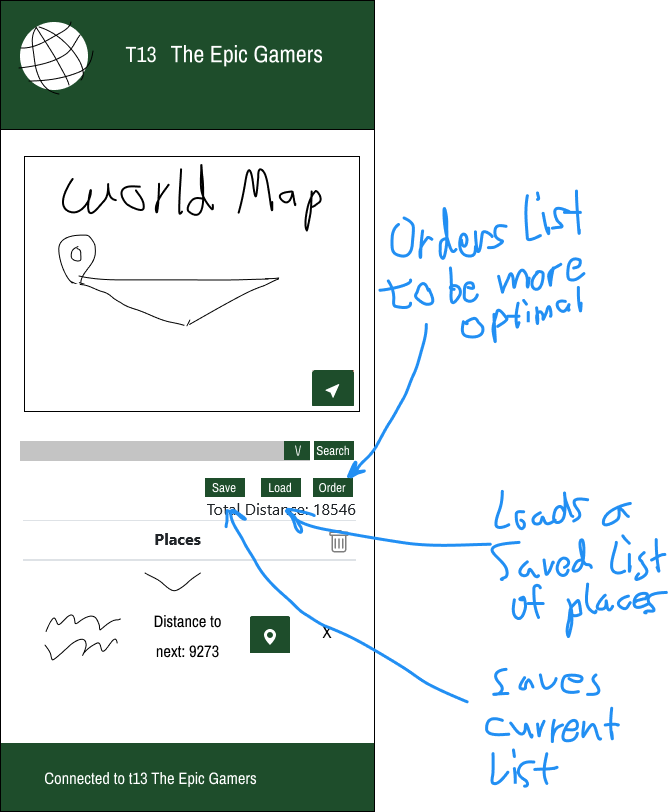 T13 The Epic Gamers
World Map
Orders List
to be more
optimal
V Search
Save Load Order
Total Distance: 18546
Places
Loads a
Saved List
of places
Distance to
next: 9273
X
Saves
current
List
Connected to t13 The Epic Gamers